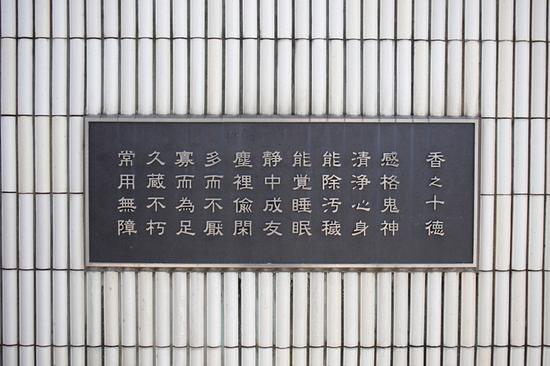 香之十徳
感格鬼神
清浄心身
能除汚穢
能覚睡眠
静中成友
塵裡偸閑
多而不厭
寡而為足
久蔵不朽
常用無障